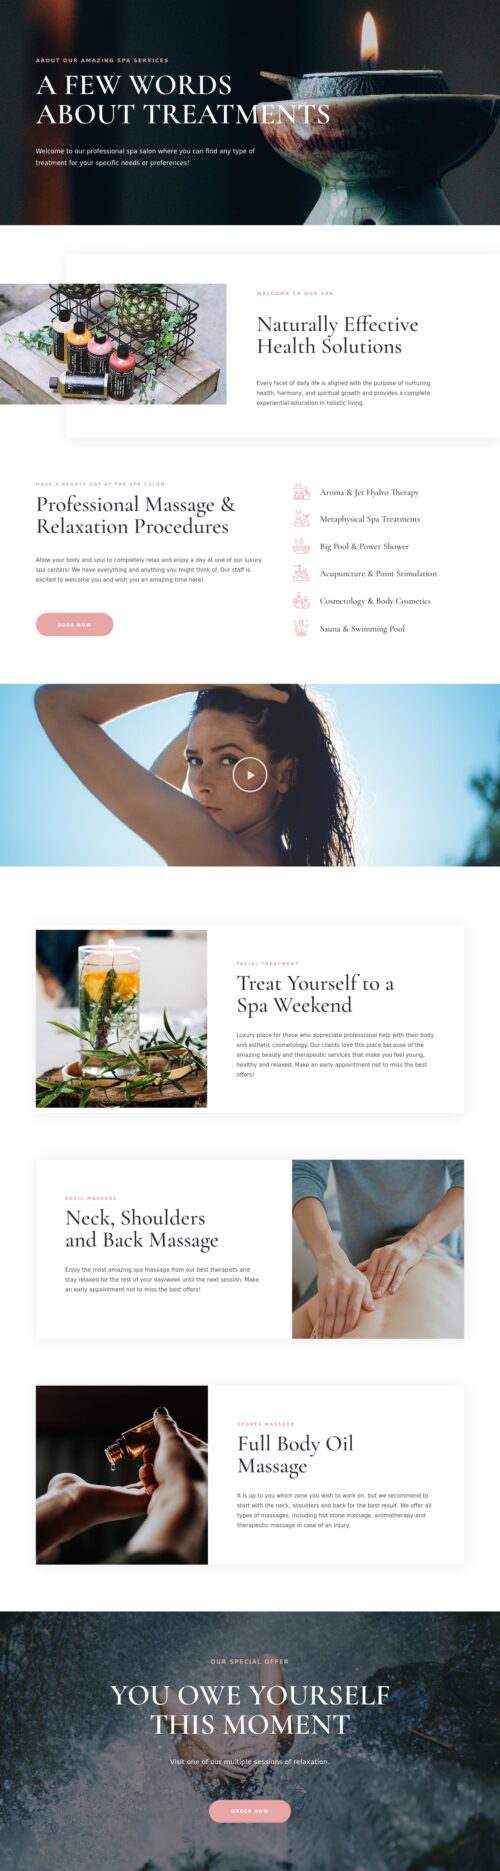 ABOUT OUR AMAZING SPA SERVICES
A FEW WORDS
ABOUT TREATMENTS
Welcome to our professional spa salon where you can find any type of
treatment for your specific needs or preferences!
WELCOME TO OUR SPA
Naturally Effective
Health Solutions
Every facet of daily life is aligned with the purpose of nurturing
health, harmony, and spiritual growth and provides a complete
experiential education in holistic living.
HAVE A BEAUTY DAY AT THE SPA SALON
Professional Massage &
Relaxation Procedures
Allow your body and soul to completely relax and enjoy a day at one of our luxury
spa centers! We have everything and anything you might think of. Our staff is
excited to welcome you and wish you an amazing time here!
BOOK NOW
Aroma & Jet Hydro Therapy
Metaphysical Spa Treatments
Big Pool & Power Shower
Acupuncture & Point Stimulation
Cosmetology & Body Cosmetics
Sauna & Swimming Pool
FACIAL TREATMENT
Treat Yourself to a
Spa Weekend
Luxury place for those who appreciate professional help with their body
and asthetic cosmetology. Our clients love this place because of the
amazing beauty and therapeutic services that make you feel young,
healthy and relaxed. Make an early appointment not to miss the best
offers!
BASIC MASSAGE
Neck, Shoulders
and Back Massage
Enjoy the most amazing spa massage from our best therapists and
stay relaxed for the rest of your day/week until the next session. Make
an early appointment not to miss the best offers!
SPORTS MASSAGE
Full Body Oil
Massage
It is up to you which zone you wish to work on, but we recommend to
start with the neck, shoulders and back for the best result. We offer all
types of massages, including hot stone massage, aromatherapy and
therapeutic massage in case of an injury.
OUR SPECIAL OFFER
YOU OWE YOURSELF
THIS MOMENT
Visit one of our multiple sessions of relaxation.
ORDER NOW